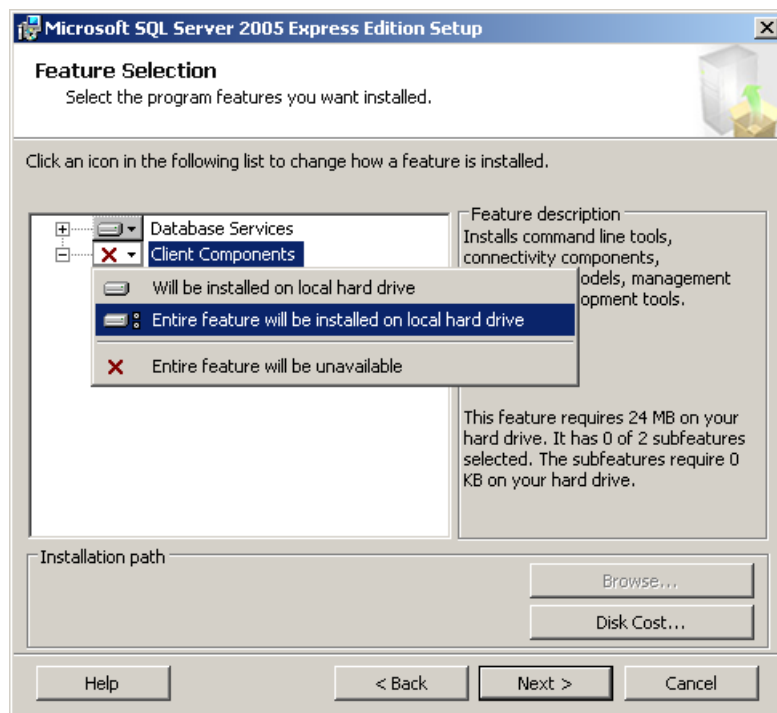 Microsoft SQL Server 2005 Express Edition Setup
Feature Selection
Select the program features you want installed.
Click an icon in the following list to change how a feature is installed.
Database Services
Client Components
Will be installed on local hard drive
Entire feature will be installed on local hard drive
Entire feature will be unavailable
Feature description
Installs command line tools,
connectivity components,
odels, management
opment tools.
This feature requires 24 MB on your
hard drive. It has 0 of 2 subfeatures
selected. The subfeatures require 0
KB on your hard drive.
Installation path
Browse...
Disk Cost...
Help
< Back
Next >
Cancel